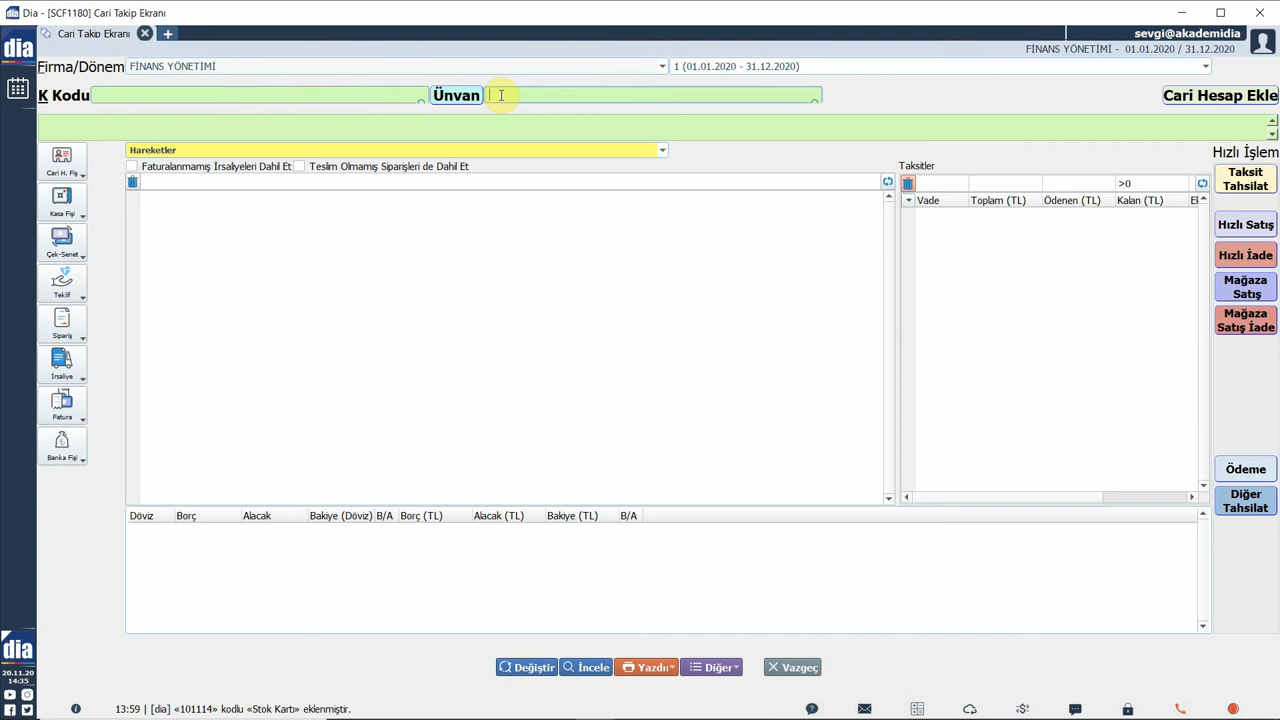 Dia - [SCF1180] Cari Takip Ekranı
dia
Cari Takip Ekranı
sevgi@akademidia
FİNANS YÖNETİMİ - 01.01.2020 / 31.12.2020
Firma/Dönem FİNANS YÖNETİMİ 1 (01.01.2020 - 31.12.2020)
K Kodu Ünvan Cari Hesap Ekle
Hareketler
Faturalanmamış İrsaliyeleri Dahil Et Teslim Olmamış Siparişleri de Dahil Et
Cari H. Fiş
Kasa Fişi
Çek-Senet
Teklif
Sipariş
İrsaliye
Fatura
Banka Fişi
Taksitler
>0
Vade Toplam (TL) Ödenen (TL) Kalan (TL)
Hızlı İşlem
Taksit
Tahsilat
Hızlı Satış
Hızlı İade
Mağaza
Satış
Mağaza
Satış İade
Ödeme
Diğer
Tahsilat
Döviz Borç Alacak Bakiye (Döviz) B/A Borç (TL) Alacak (TL) Bakiye (TL) B/A
Değiştir İncele Yazdır Diğer Vazgeç
dia
20.11.20
14:35
13:59 | [dia] «101114» kodlu «Stok Kartı» eklenmiştir.